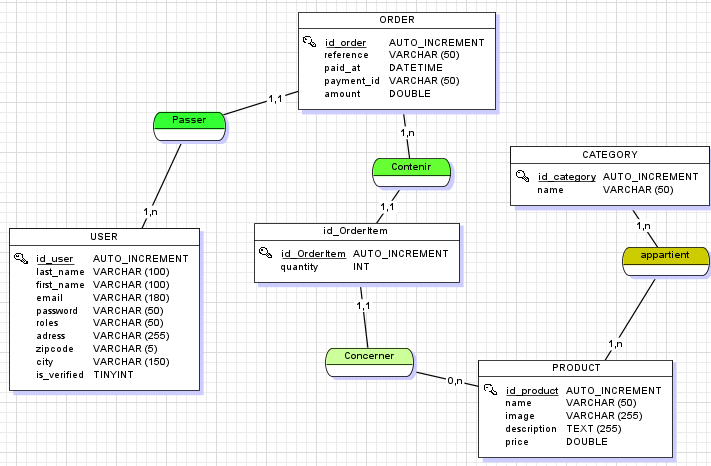 ORDER
id_order AUTO_INCREMENT
reference VARCHAR (50)
paid_at DATETIME
payment_id VARCHAR (50)
amount DOUBLE
1,1
Passer
1,n
1,n
Contenir
1,1
CATEGORY
id_category AUTO_INCREMENT
name VARCHAR (50)
1,n
appartient
1,n
USER
id_user AUTO_INCREMENT
last_name VARCHAR (100)
first_name VARCHAR (100)
email VARCHAR (180)
password VARCHAR (50)
roles VARCHAR (50)
adress VARCHAR (255)
zipcode VARCHAR (5)
city VARCHAR (150)
is_verified TINYINT
id_OrderItem
id_OrderItem AUTO_INCREMENT
quantity INT
1,1
Concerner
0,n
PRODUCT
id_product AUTO_INCREMENT
name VARCHAR (50)
image VARCHAR (255)
description TEXT (255)
price DOUBLE